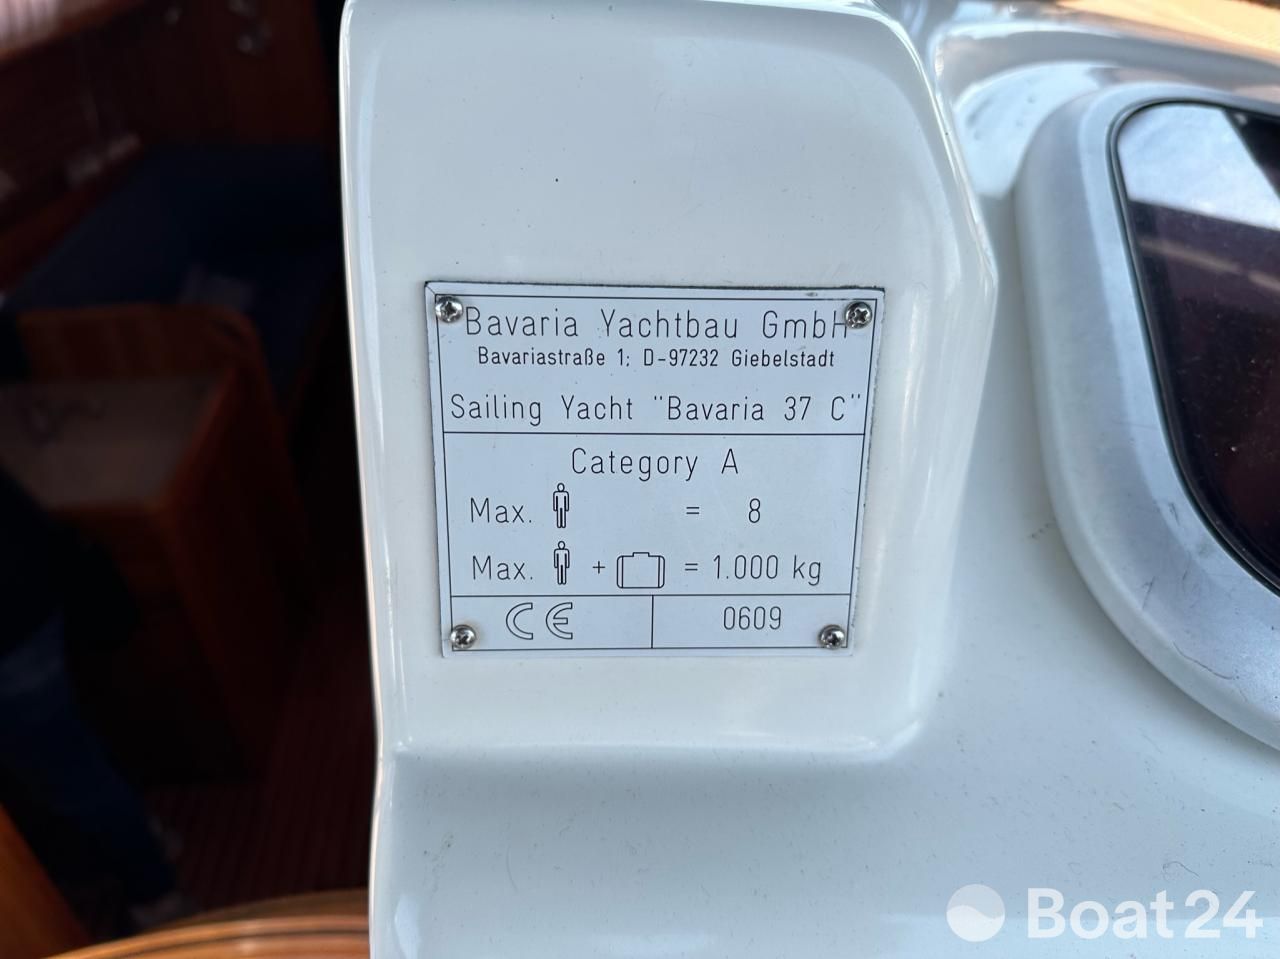 Bavaria Yachtbau GmbH
Bavariastraße 1; D-97232 Giebelstadt
Sailing Yacht "Bavaria 37 C"
Category A
Max. = 8
Max. + = 1.000 kg
CE 0609
Boat24